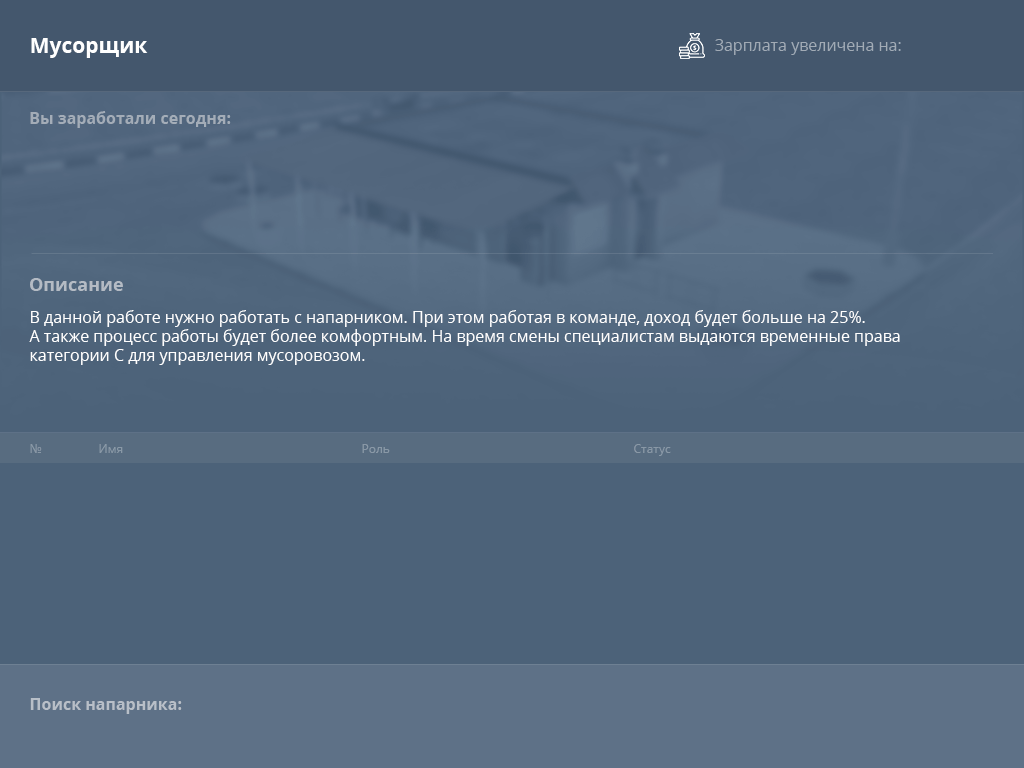 Мусорщик
Зарплата увеличена на:
Вы заработали сегодня:
Описание
В данной работе нужно работать с напарником. При этом работая в команде, доход будет больше на 25%.
А также процесс работы будет более комфортным. На время смены специалистам выдаются временные права
категории C для управления мусоровозом.
№ Имя Роль Статус
Поиск напарника: